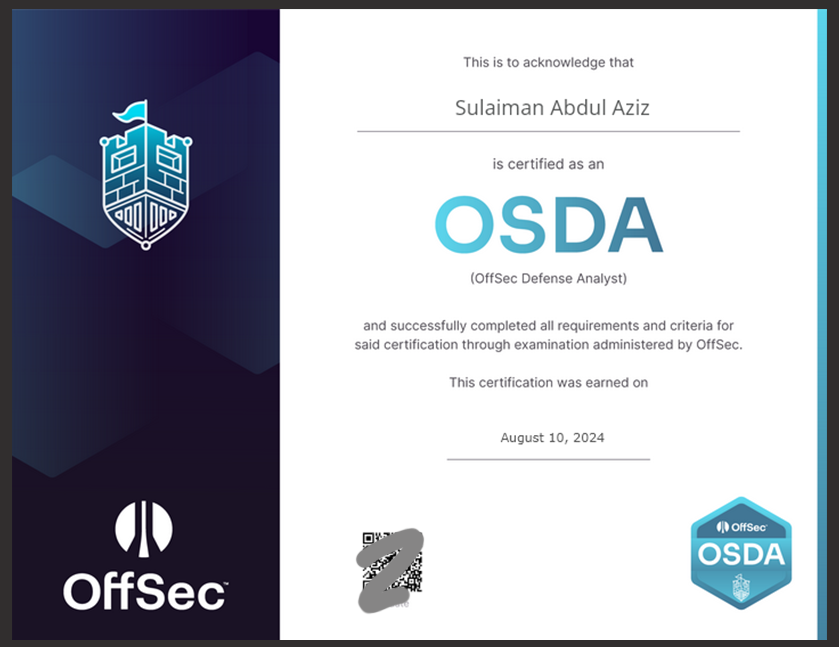 This is to acknowledge that
Sulaiman Abdul Aziz
is certified as an
OSDA
(OffSec Defense Analyst)
and successfully completed all requirements and criteria for
said certification through examination administered by OffSec.
This certification was earned on
August 10, 2024
OffSec™
OffSec
OSDA